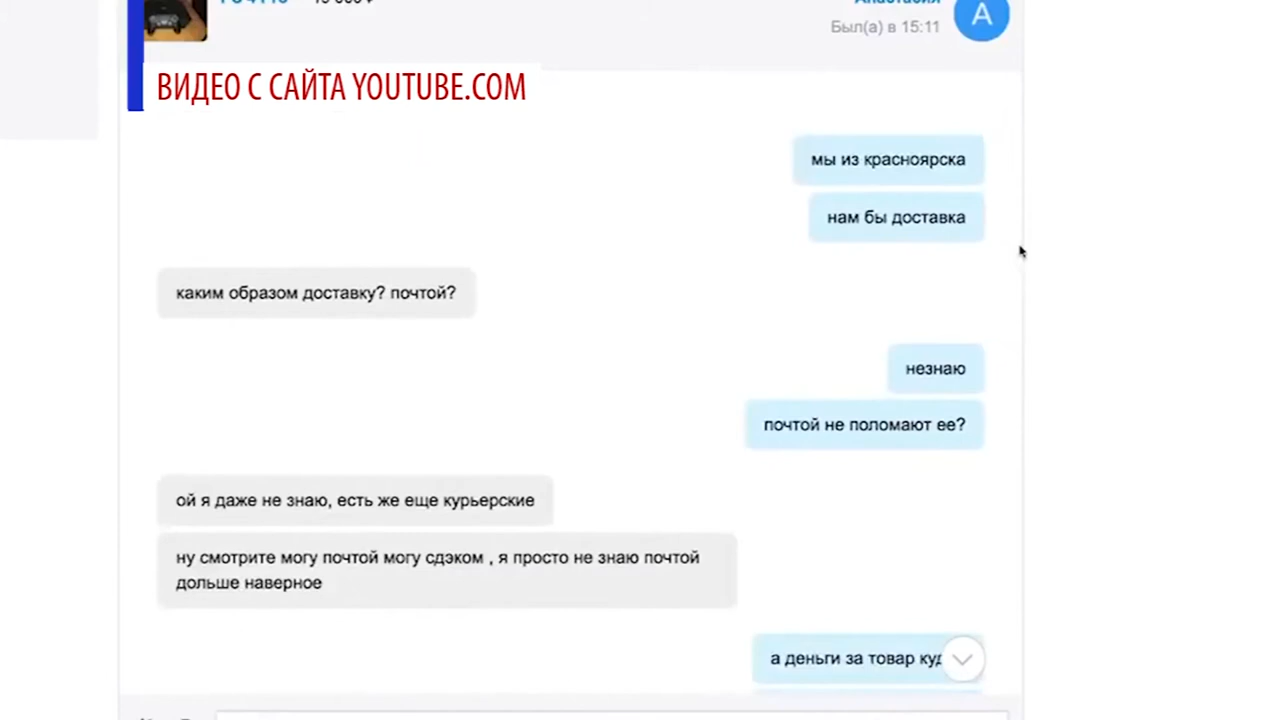 Был(а) в 15:11
А
ВИДЕО С САЙТА YOUTUBE.COM
мы из красноярска
нам бы доставка
каким образом доставку? почтой?
незнаю
почтой не поломают ее?
ой я даже не знаю, есть же еще курьерские
ну смотрите могу почтой могу сдэком , я просто не знаю почтой
дольше наверное
а деньги за товар